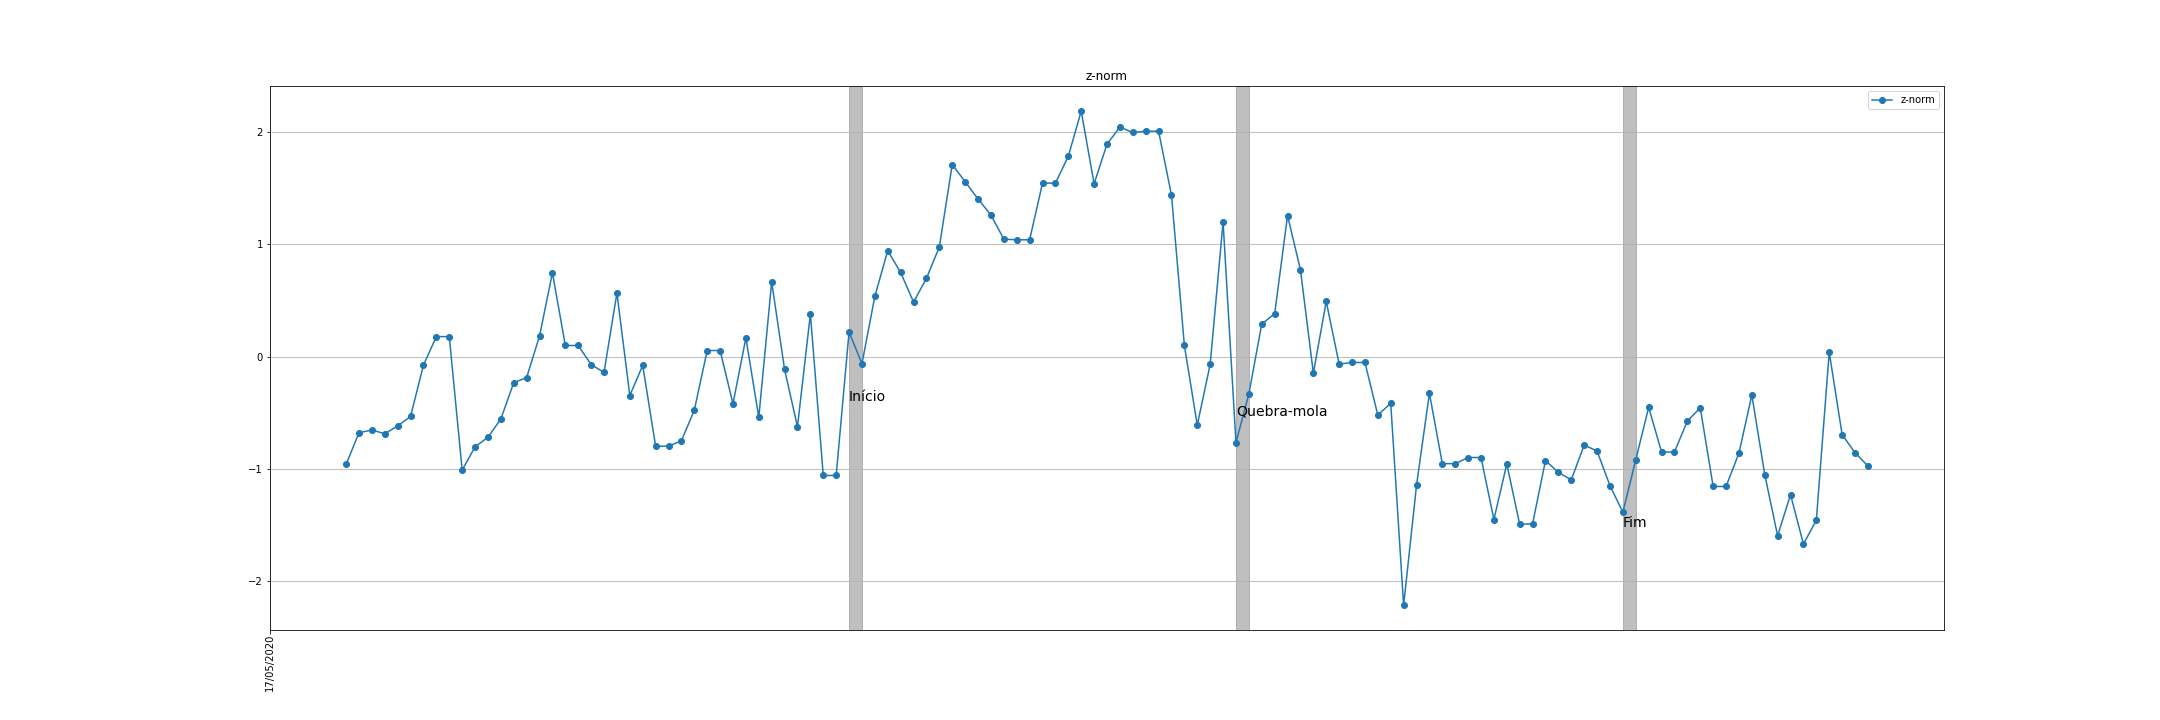 z-norm
z-norm
2
1
0
−1
−2
Início
Quebra-mola
Fim
17/05/2020